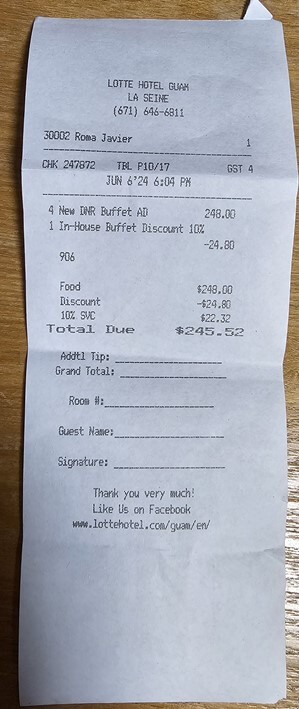 LOTTE HOTEL GUAM
LA SEINE
(671) 646-6811
30002 Roma Javier 1
CHK 247872 TBL P10/17 GST 4
JUN 6'24 6:04 PM
4 New DNR Buffet AD 248.00
1 In-House Buffet Discount 10%
-24.80
906
Food $248.00
Discount -$24.80
10% SVC $22.32
Total Due $245.52
Addtl Tip:
Grand Total:
Room #:
Guest Name:
Signature:
Thank you very much!
Like Us on Facebook
www.lottehotel.com/guam/en/